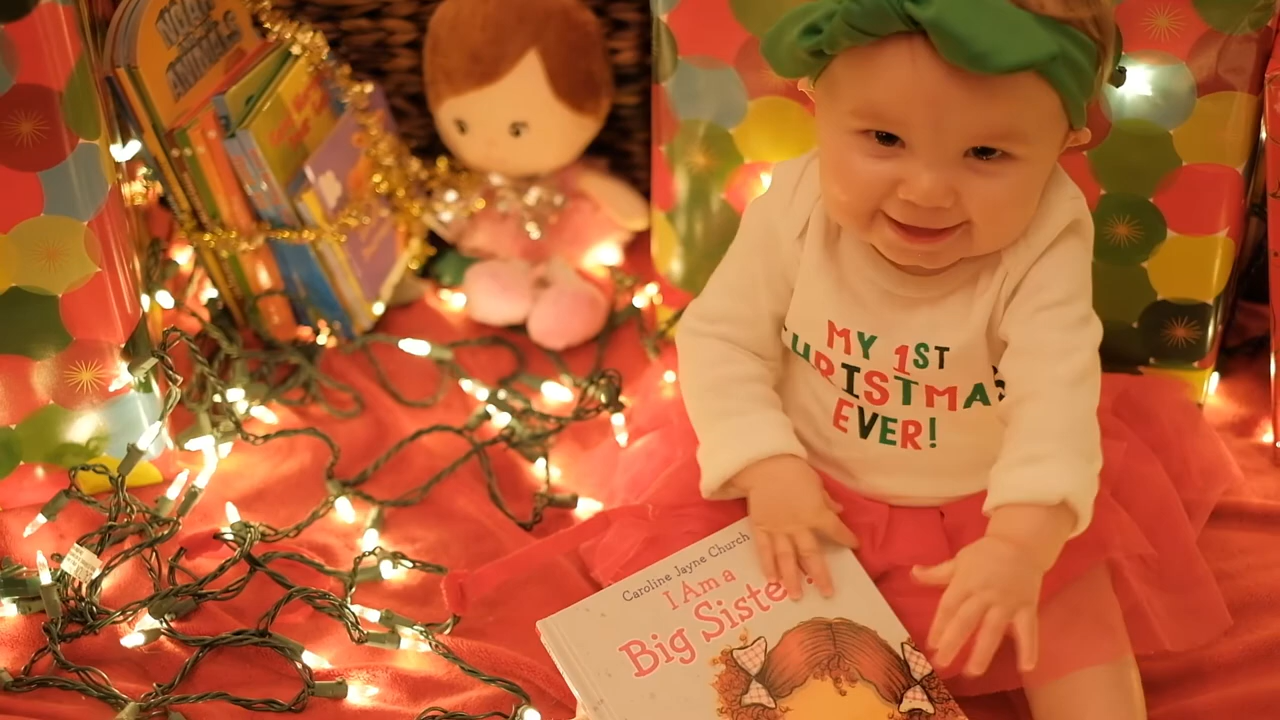 MY 1ST
CHRISTMAS
EVER!
Caroline Jayne Church
I Am a
Big Sister!